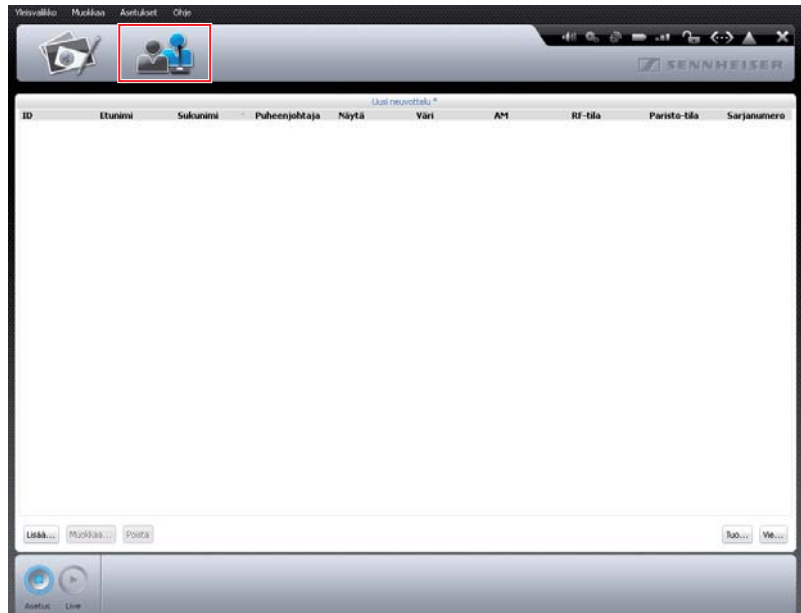 Yleisvalikko Muokkaa Asetukset Ohje
SENNHEISER
Uusi neuvottelu *
ID Etunimi Sukunimi Puheenjohtaja Näytä Väri AM RF-tila Paristo-tila Sarjanumero
Lisää... Muokkaa... Poista Tuo... Vie...
Asetus Live